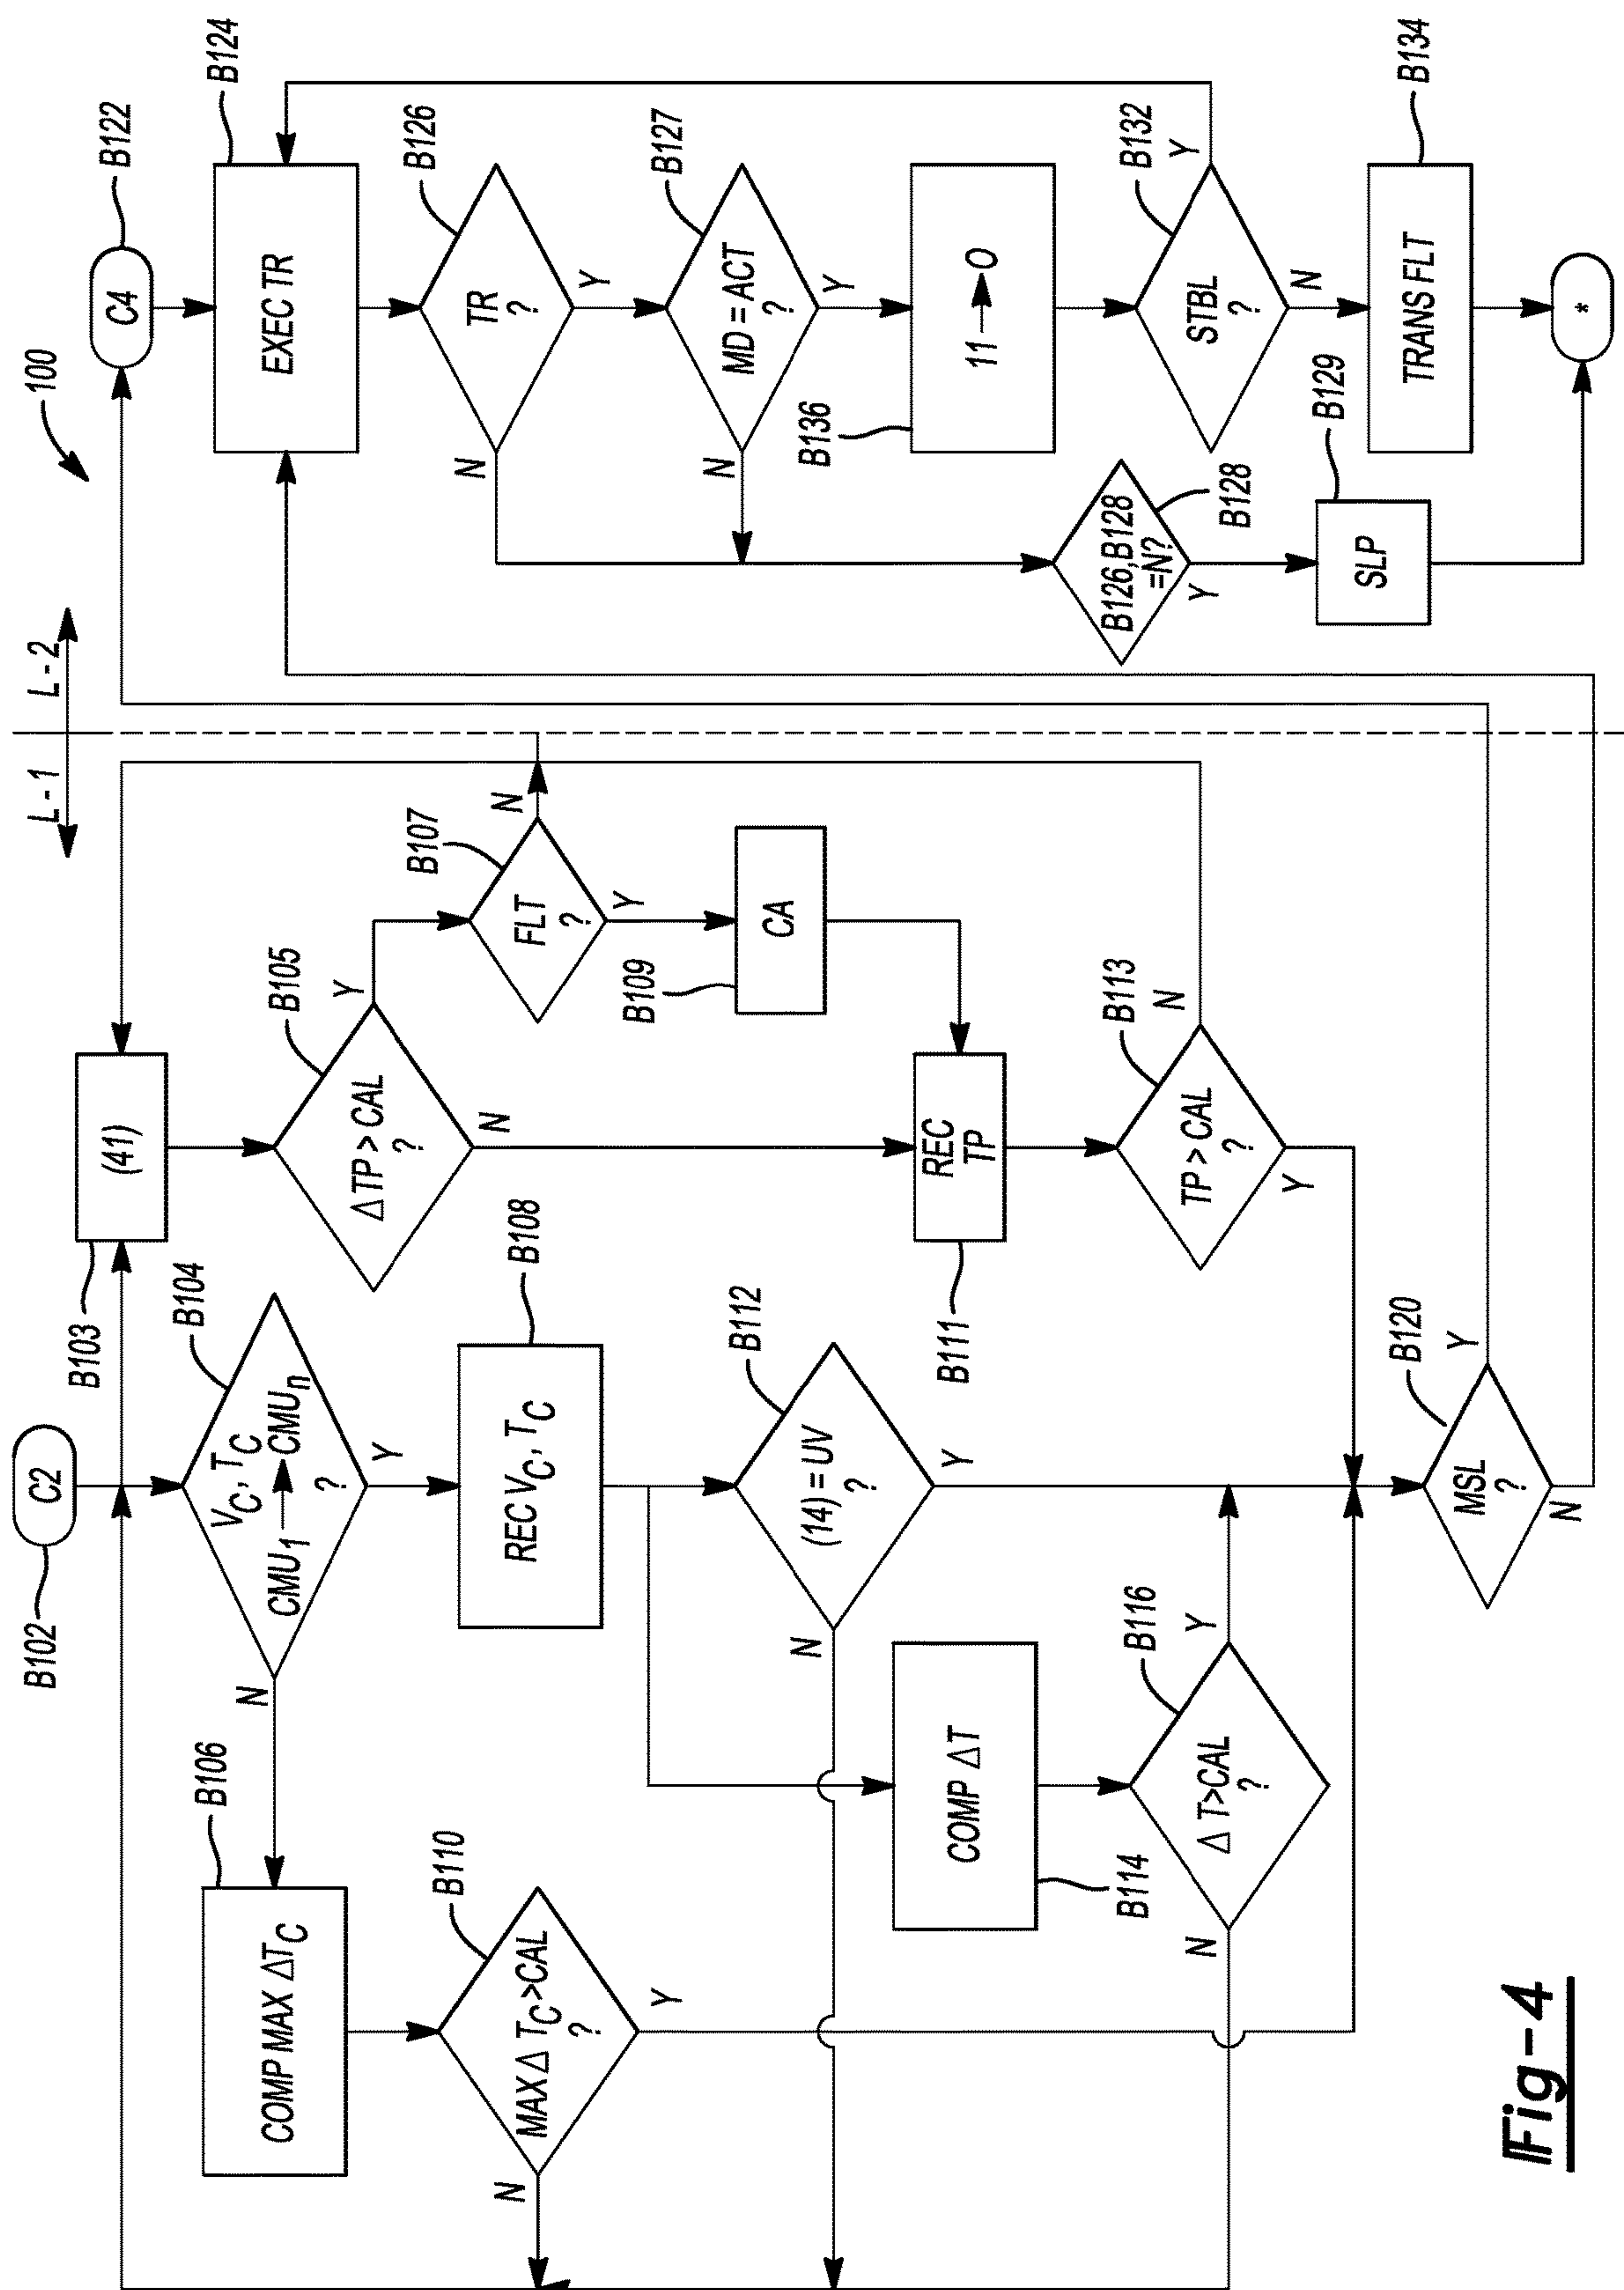 100
L - 1
L - 2
C2
B102
B103
(41)
B104
V_C, T_C
CMU_1 → CMU_n
?
Y
N
B106
COMP MAX ΔT_C
B110
MAX Δ T_C >CAL
?
N
Y
B108
REC V_C, T_C
B112
(14) = UV
?
N
Y
COMP ΔT
B114
B116
Δ T>CAL
?
N
Y
B105
Δ TP > CAL
?
Y
N
B107
FLT
?
N
Y
B109
CA
REC
TP
B111
B113
TP > CAL
?
N
Y
B120
MSL
?
Y
N
C4
B122
B124
EXEC TR
B126
TR
?
N
Y
B127
MD = ACT
?
N
Y
B136
11 → O
B132
STBL
?
Y
N
B126,B128
=N?
B128
Y
B129
SLP
B134
TRANS FLT
*
Fig-4